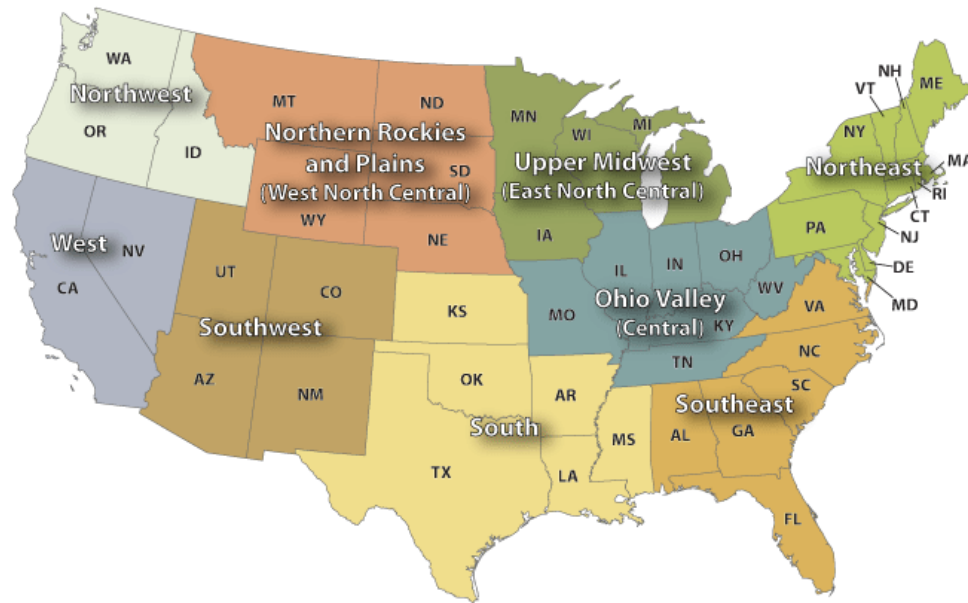 WA
Northwest
OR
ID
MT
ND
Northern Rockies
and Plains
(West North Central)
SD
WY
NE
MN
WI
MI
Upper Midwest
(East North Central)
IA
NH
VT
ME
NY
Northeast
MA
RI
CT
PA
NJ
DE
MD
West
NV
CA
UT
CO
Southwest
AZ
NM
KS
OK
AR
South
TX
LA
MS
IL
IN
OH
WV
MO
Ohio Valley
(Central)
KY
TN
VA
NC
SC
Southeast
AL
GA
FL